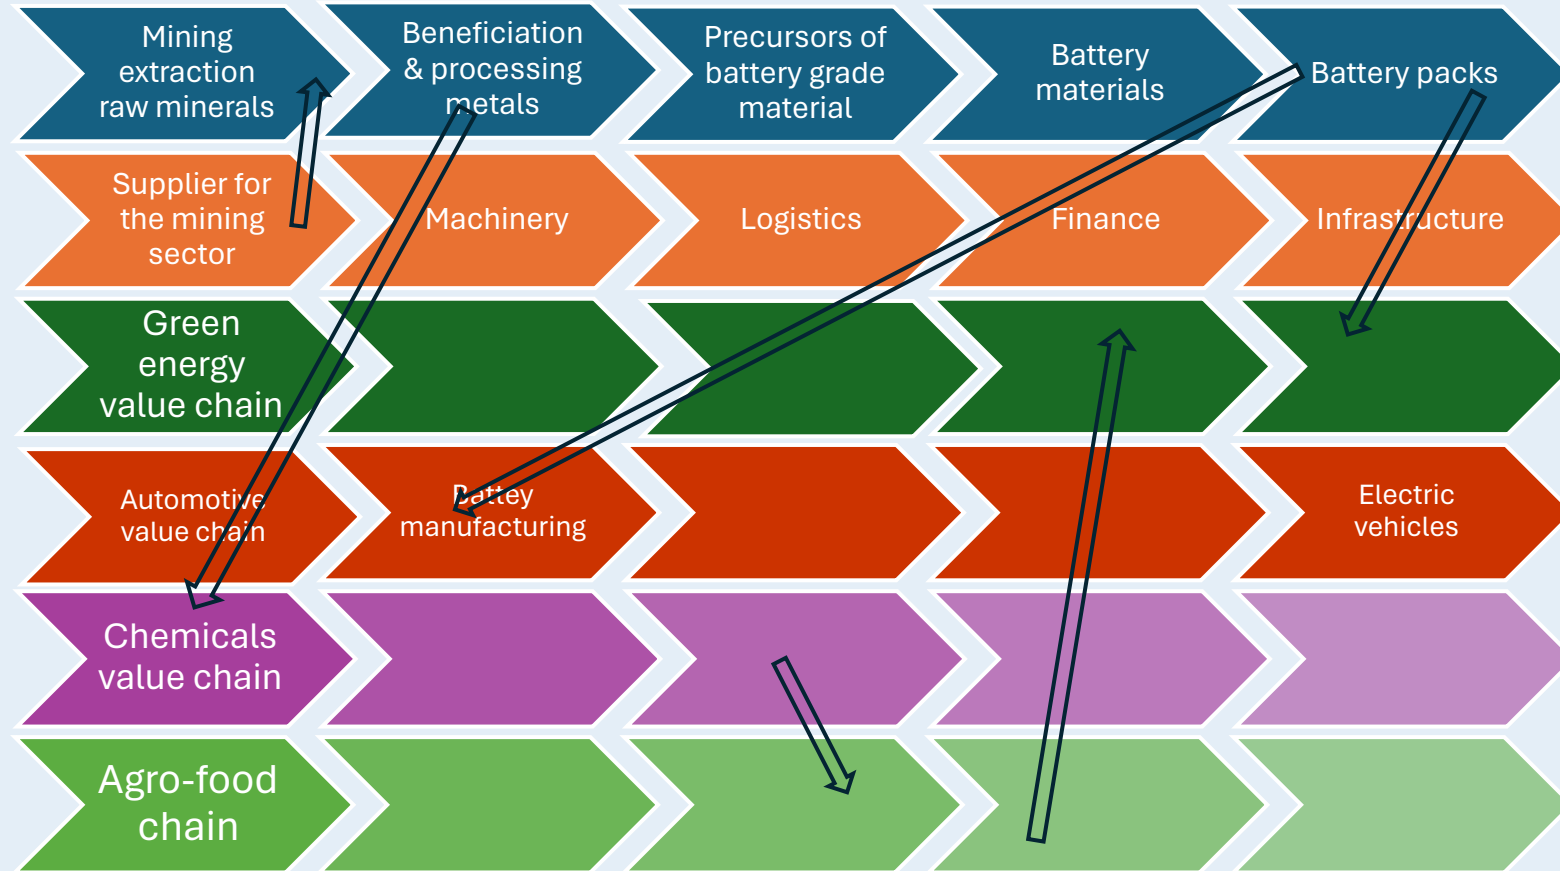 Mining
extraction
raw minerals
Beneficiation
& processing
metals
Precursors of
battery grade
material
Battery
materials
Battery packs
Supplier for
the mining
sector
Machinery
Logistics
Finance
Infrastructure
Green
energy
value chain
Automotive
value chain
Battey
manufacturing
Electric
vehicles
Chemicals
value chain
Agro-food
chain